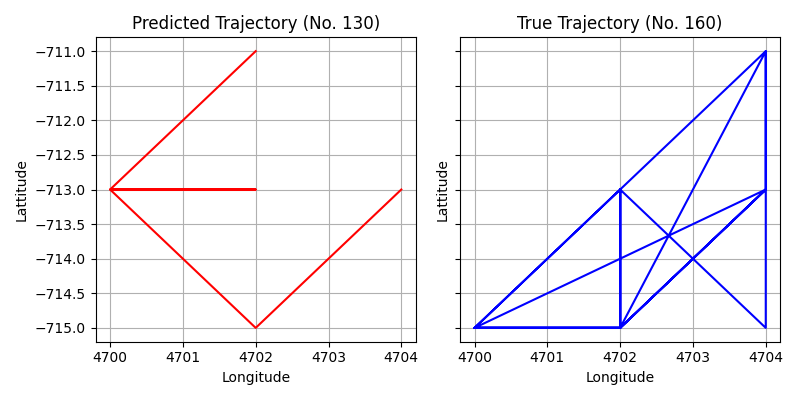 Predicted Trajectory (No. 130)
True Trajectory (No. 160)
−711.0
−711.5
−712.0
−712.5
−713.0
−713.5
−714.0
−714.5
−715.0
Lattitude
Lattitude
4700 4701 4702 4703 4704
4700 4701 4702 4703 4704
Longitude
Longitude